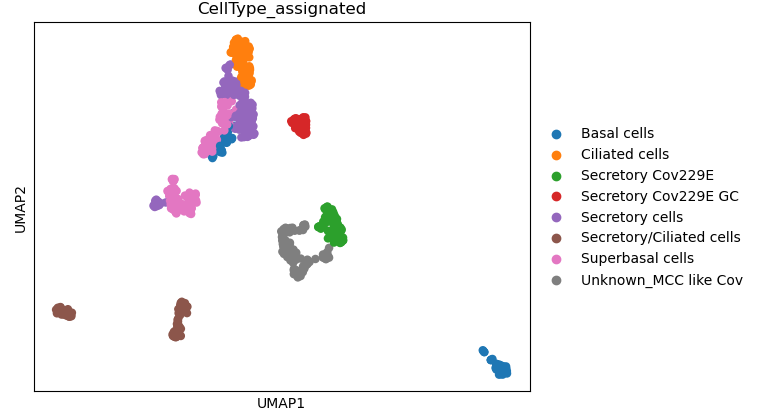 CellType_assignated
UMAP2
UMAP1
Basal cells
Ciliated cells
Secretory Cov229E
Secretory Cov229E GC
Secretory cells
Secretory/Ciliated cells
Superbasal cells
Unknown_MCC like Cov